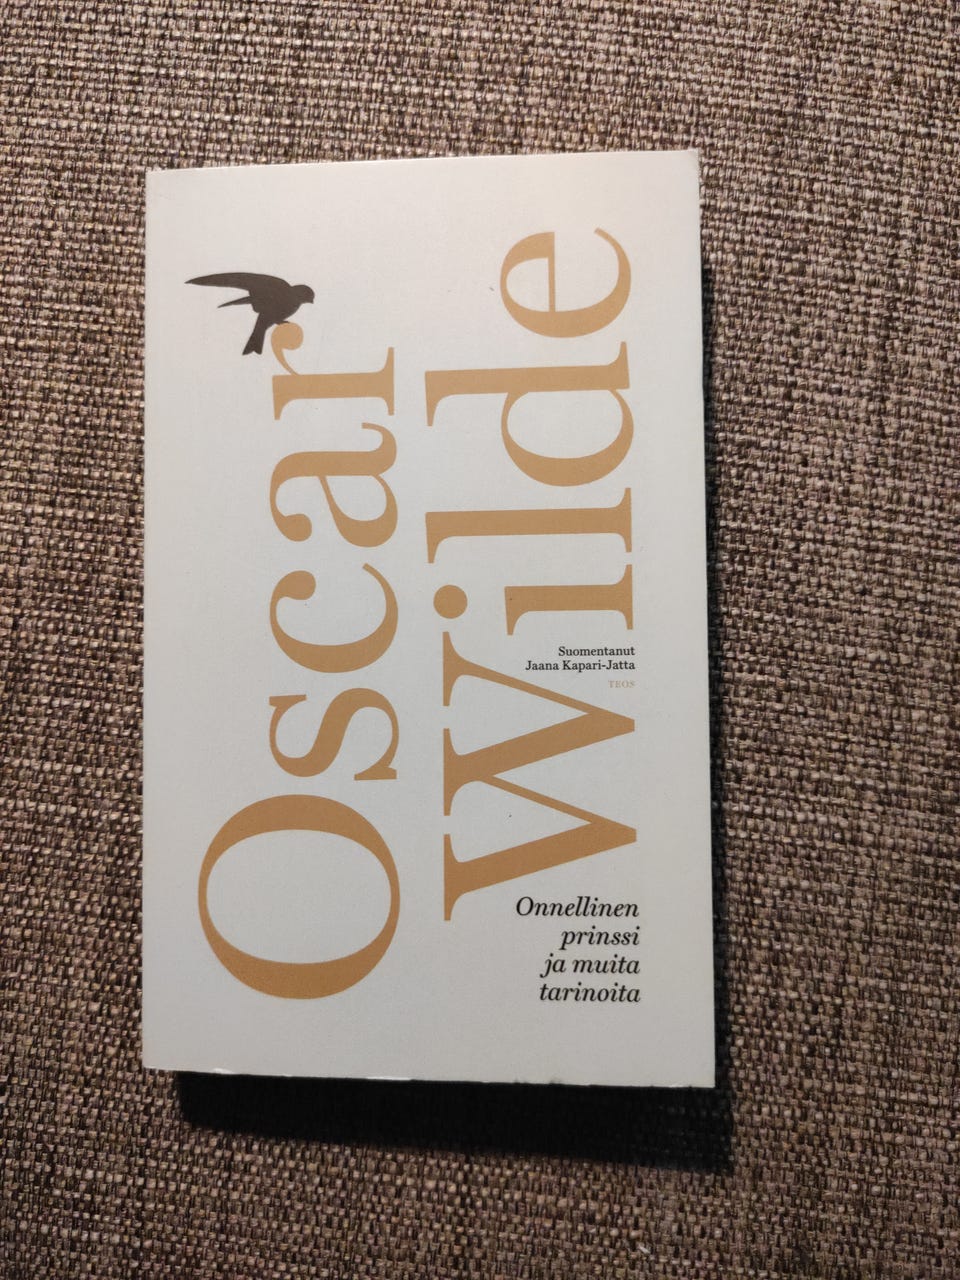 Oscar
Wilde
Suomentanut
Jaana Kapari-Jatta
TEOS
Onnellinen
prinssi
ja muita
tarinoita